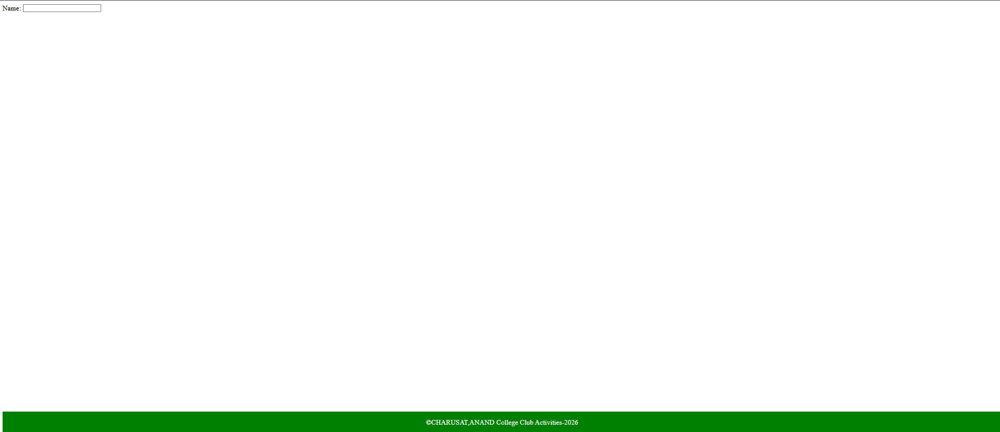 Name:
©CHARUSAT,ANAND College Club Activities-2026